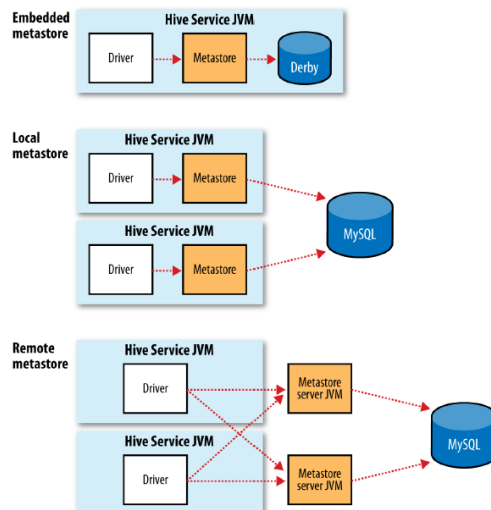 Embedded
metastore
Hive Service JVM
Driver
Metastore
Derby
Local
metastore
Hive Service JVM
Driver
Metastore
Hive Service JVM
Driver
Metastore
MySQL
Remote
metastore
Hive Service JVM
Driver
Metastore
server JVM
Hive Service JVM
Driver
Metastore
server JVM
MySQL